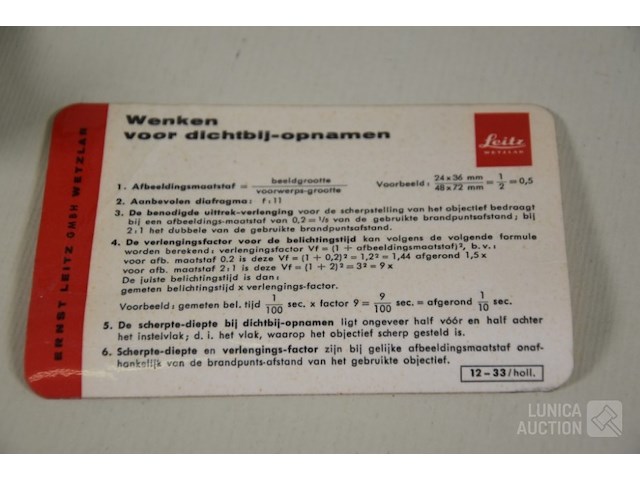 Wenken
voor dichtbij-opnamen
Leitz
WETZLAR
ERNST LEITZ GMBH WETZLAR
1. Afbeeldingsmaatstaf = beeldgrootte / voorwerps-grootte Voorbeeld: 24x36 mm / 48x72 mm = 1/2 = 0,5
2. Aanbevolen diafragma: f:11
3. De benodigde uittrek-verlenging voor de scherpstelling van het objectief bedraagt
bij een afbeeldings-maatstaf van 0,2 = 1/5 van de gebruikte brandpuntsafstand; bij
2:1 het dubbele van de gebruikte brandpuntsafstand.
4. De verlengingsfactor voor de belichtingstijd kan volgens de volgende formule
worden berekend; verlengingsfactor Vf = (1 + afbeeldingsmaatstaf)², b.v.:
voor afb. maatstaf 0.2 is deze Vf = (1 + 0,2)² = 1,2² = 1,44 afgerond 1,5 x
voor afb. maatstaf 2:1 is deze Vf = (1 + 2)² = 3² = 9 x
De juiste belichtingstijd is dan:
gemeten belichtingstijd x verlengings-factor.
Voorbeeld: gemeten bel. tijd 1/100 sec. x factor 9 = 9/100 sec. = afgerond 1/10 sec.
5. De scherpte-diepte bij dichtbij-opnamen ligt ongeveer half vóór en half achter
het instelvlak; d. i. het vlak, waarop het objectief scherp gesteld is.
6. Scherpte-diepte en verlengings-factor zijn bij gelijke afbeeldingsmaatstaf onaf-
hankelijk van de brandpunts-afstand van het gebruikte objectief.
12-33/holl.
LUNICA
AUCTION